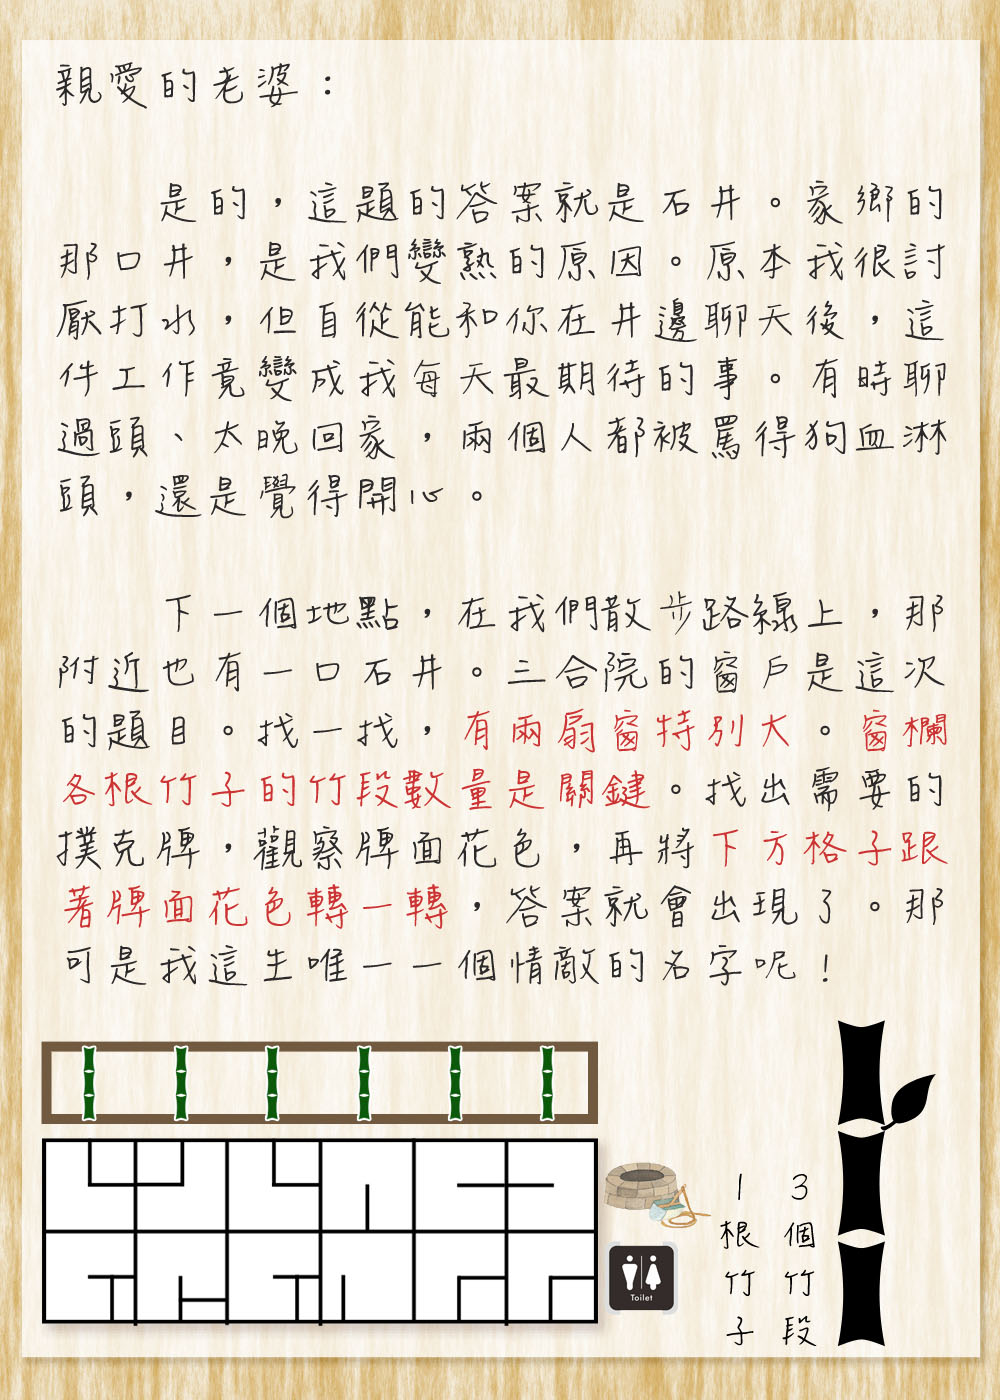 親愛的老婆：
是的，這題的答案就是石井。家鄉的
那口井，是我們變熟的原因。原本我很討
厭打水，但自從能和你在井邊聊天後，這
件工作竟變成我每天最期待的事。有時聊
過頭、太晚回家，兩個人都被罵得狗血淋
頭，還是覺得開心。
下一個地點，在我們散步路線上，那
附近也有一口石井。三合院的窗戶是這次
的題目。找一找，有兩扇窗特別大。窗欄
各根竹子的竹段數量是關鍵。找出需要的
撲克牌，觀察牌面花色，再將下方格子跟
著牌面花色轉一轉，答案就會出現了。那
可是我這生唯一一個情敵的名字呢！
Toilet
1根竹子
3個竹段